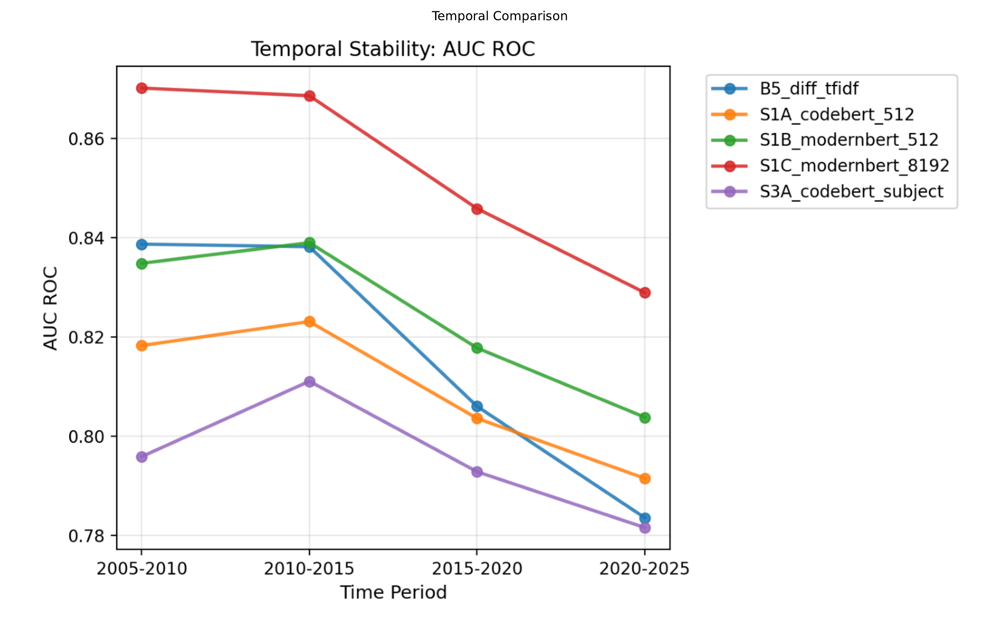 Temporal Comparison
Temporal Stability: AUC ROC
B5_diff_tfidf
S1A_codebert_512
S1B_modernbert_512
S1C_modernbert_8192
S3A_codebert_subject
AUC ROC
0.86
0.84
0.82
0.80
0.78
2005-2010 2010-2015 2015-2020 2020-2025
Time Period